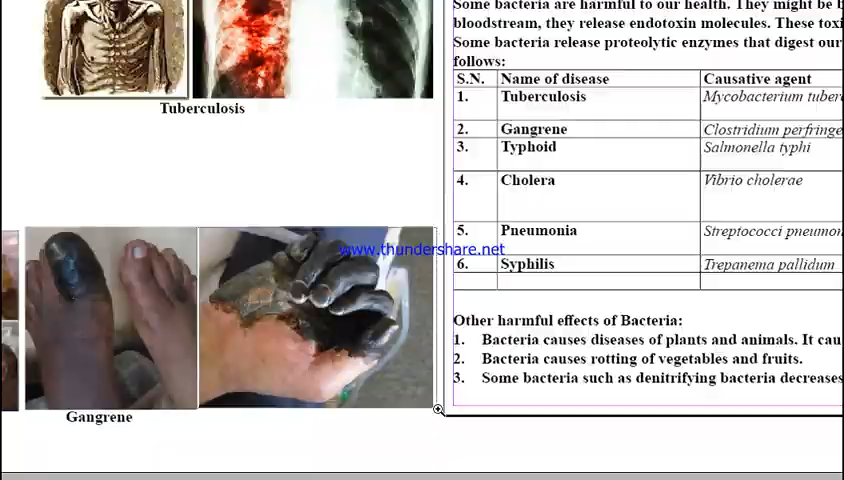 Tuberculosis
www.thundershare.net
Gangrene
Some bacteria are harmful to our health. They might be
bloodstream, they release endotoxin molecules. These
Some bacteria release proteolytic enzymes that digest our
follows:
S.N. Name of disease Causative agent
1. Tuberculosis Mycobacterium
2. Gangrene Clostridium
3. Typhoid Salmonella typhi
4. Cholera Vibrio cholerae
5. Pneumonia Streptococci
6. Syphilis Trepanema pallidum
Other harmful effects of Bacteria:
1. Bacteria causes diseases of plants and animals. It
2. Bacteria causes rotting of vegetables and fruits.
3. Some bacteria such as denitrifying bacteria decreases